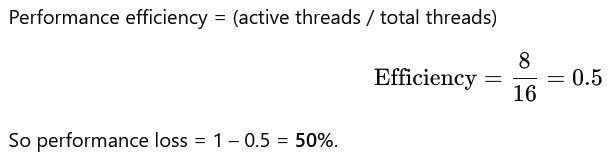 Performance efficiency = (active threads / total threads)
Efficiency = 8/16 = 0.5
So performance loss = 1 – 0.5 = 50%.